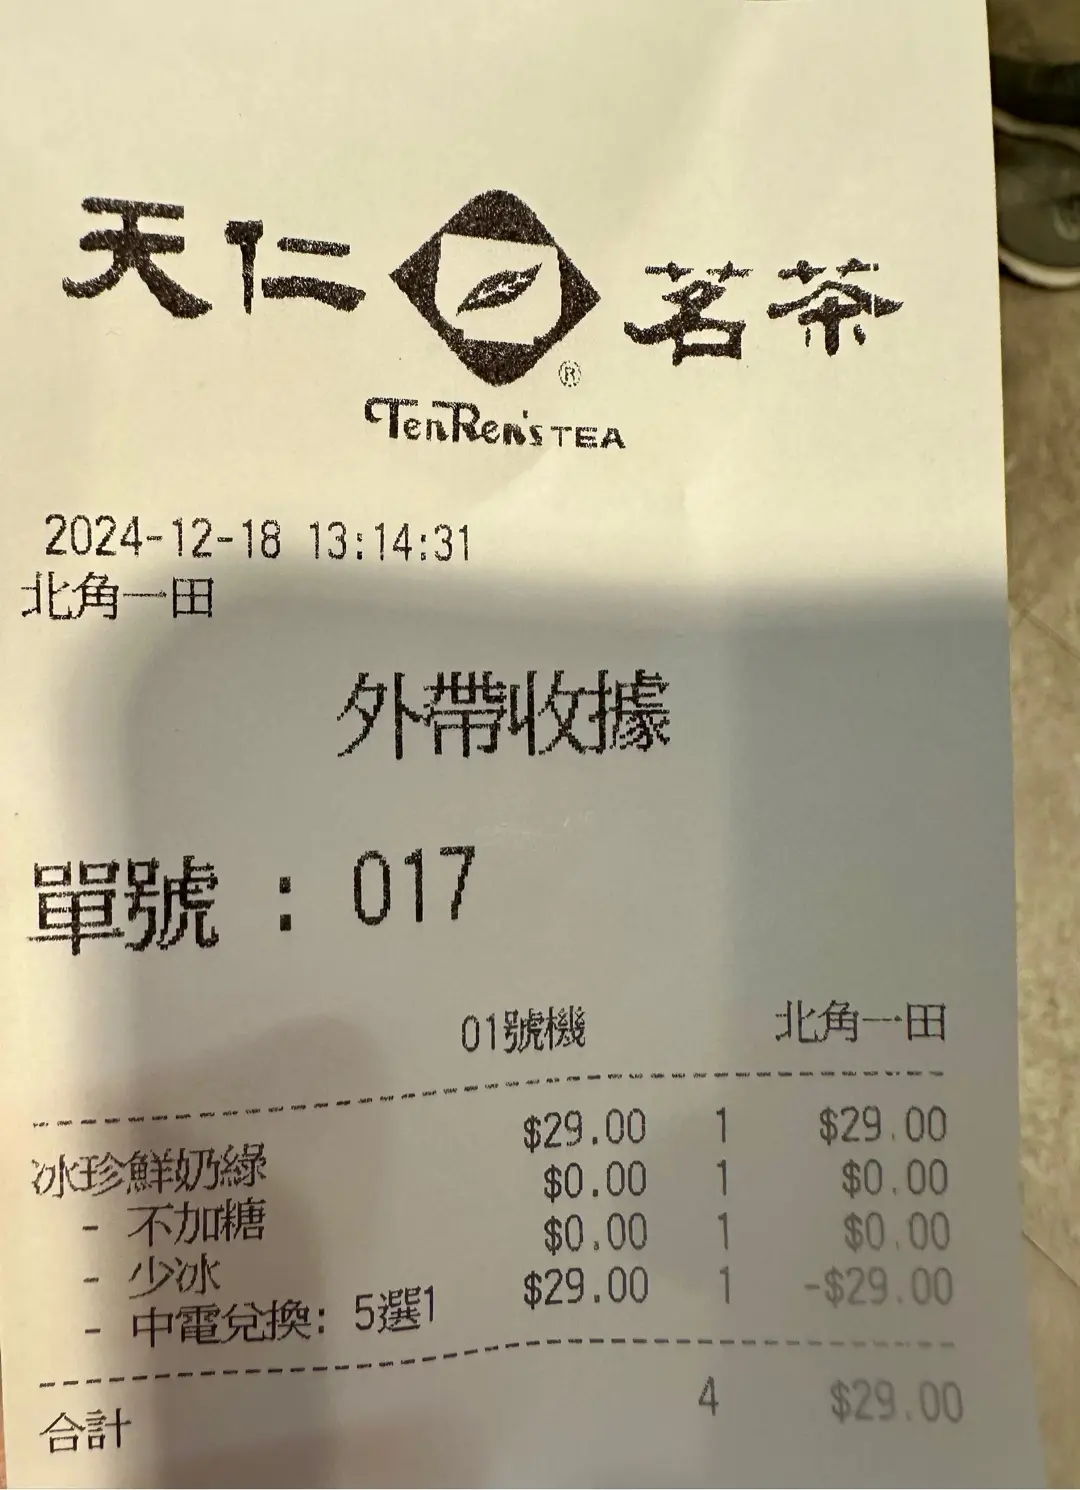 天仁茗茶
®
TenRen's TEA
2024-12-18 13:14:31
北角一田
外帶收據
單號 : 017
01號機 北角一田
冰珍鮮奶綠 $29.00 1 $29.00
- 不加糖 $0.00 1 $0.00
- 少冰 $0.00 1 $0.00
- 中電兌換: 5選1 $29.00 1 -$29.00
合計 4 $29.00